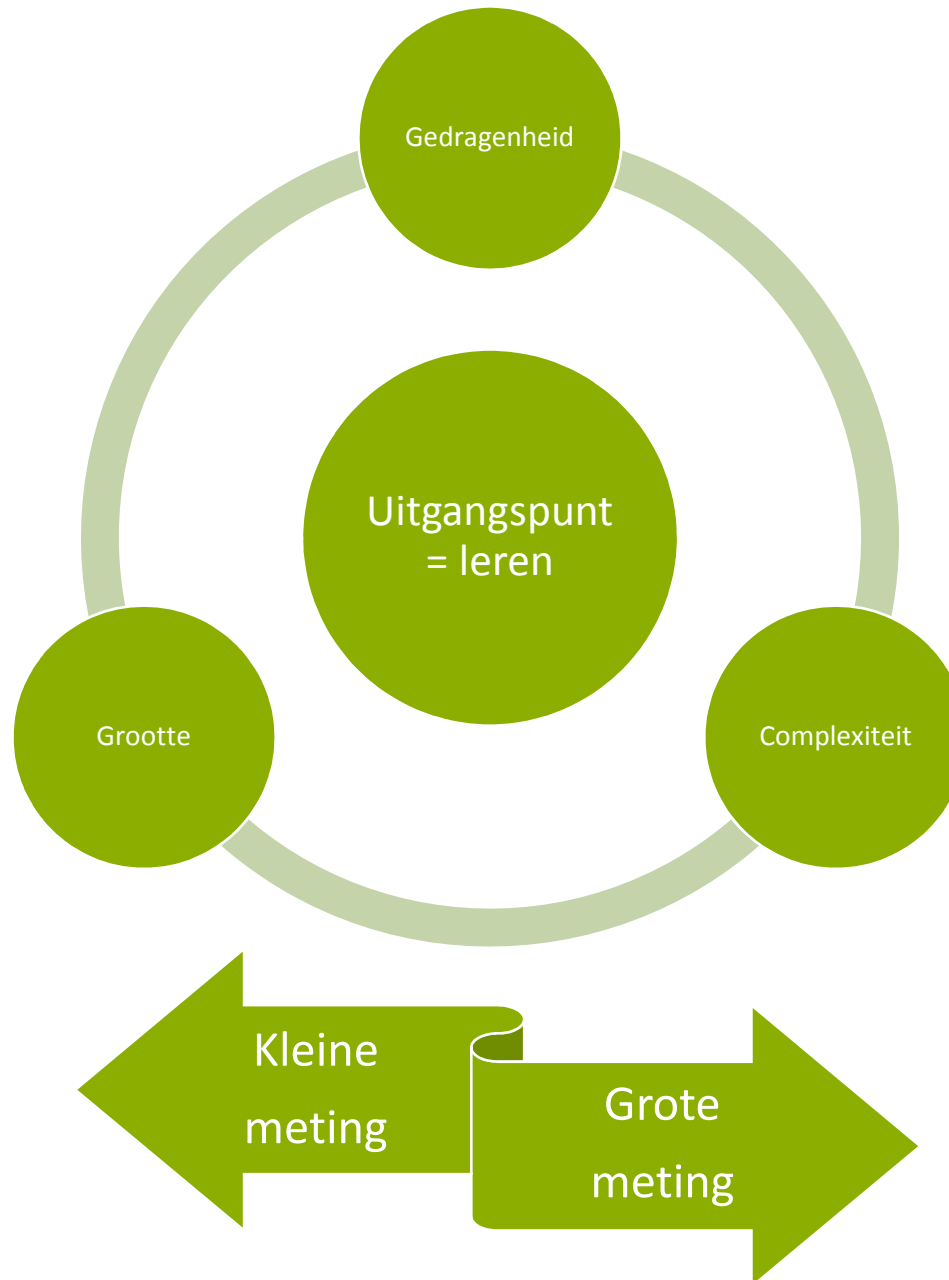 Gedragenheid
Uitgangspunt
= leren
Grootte
Complexiteit
Kleine
meting
Grote
meting